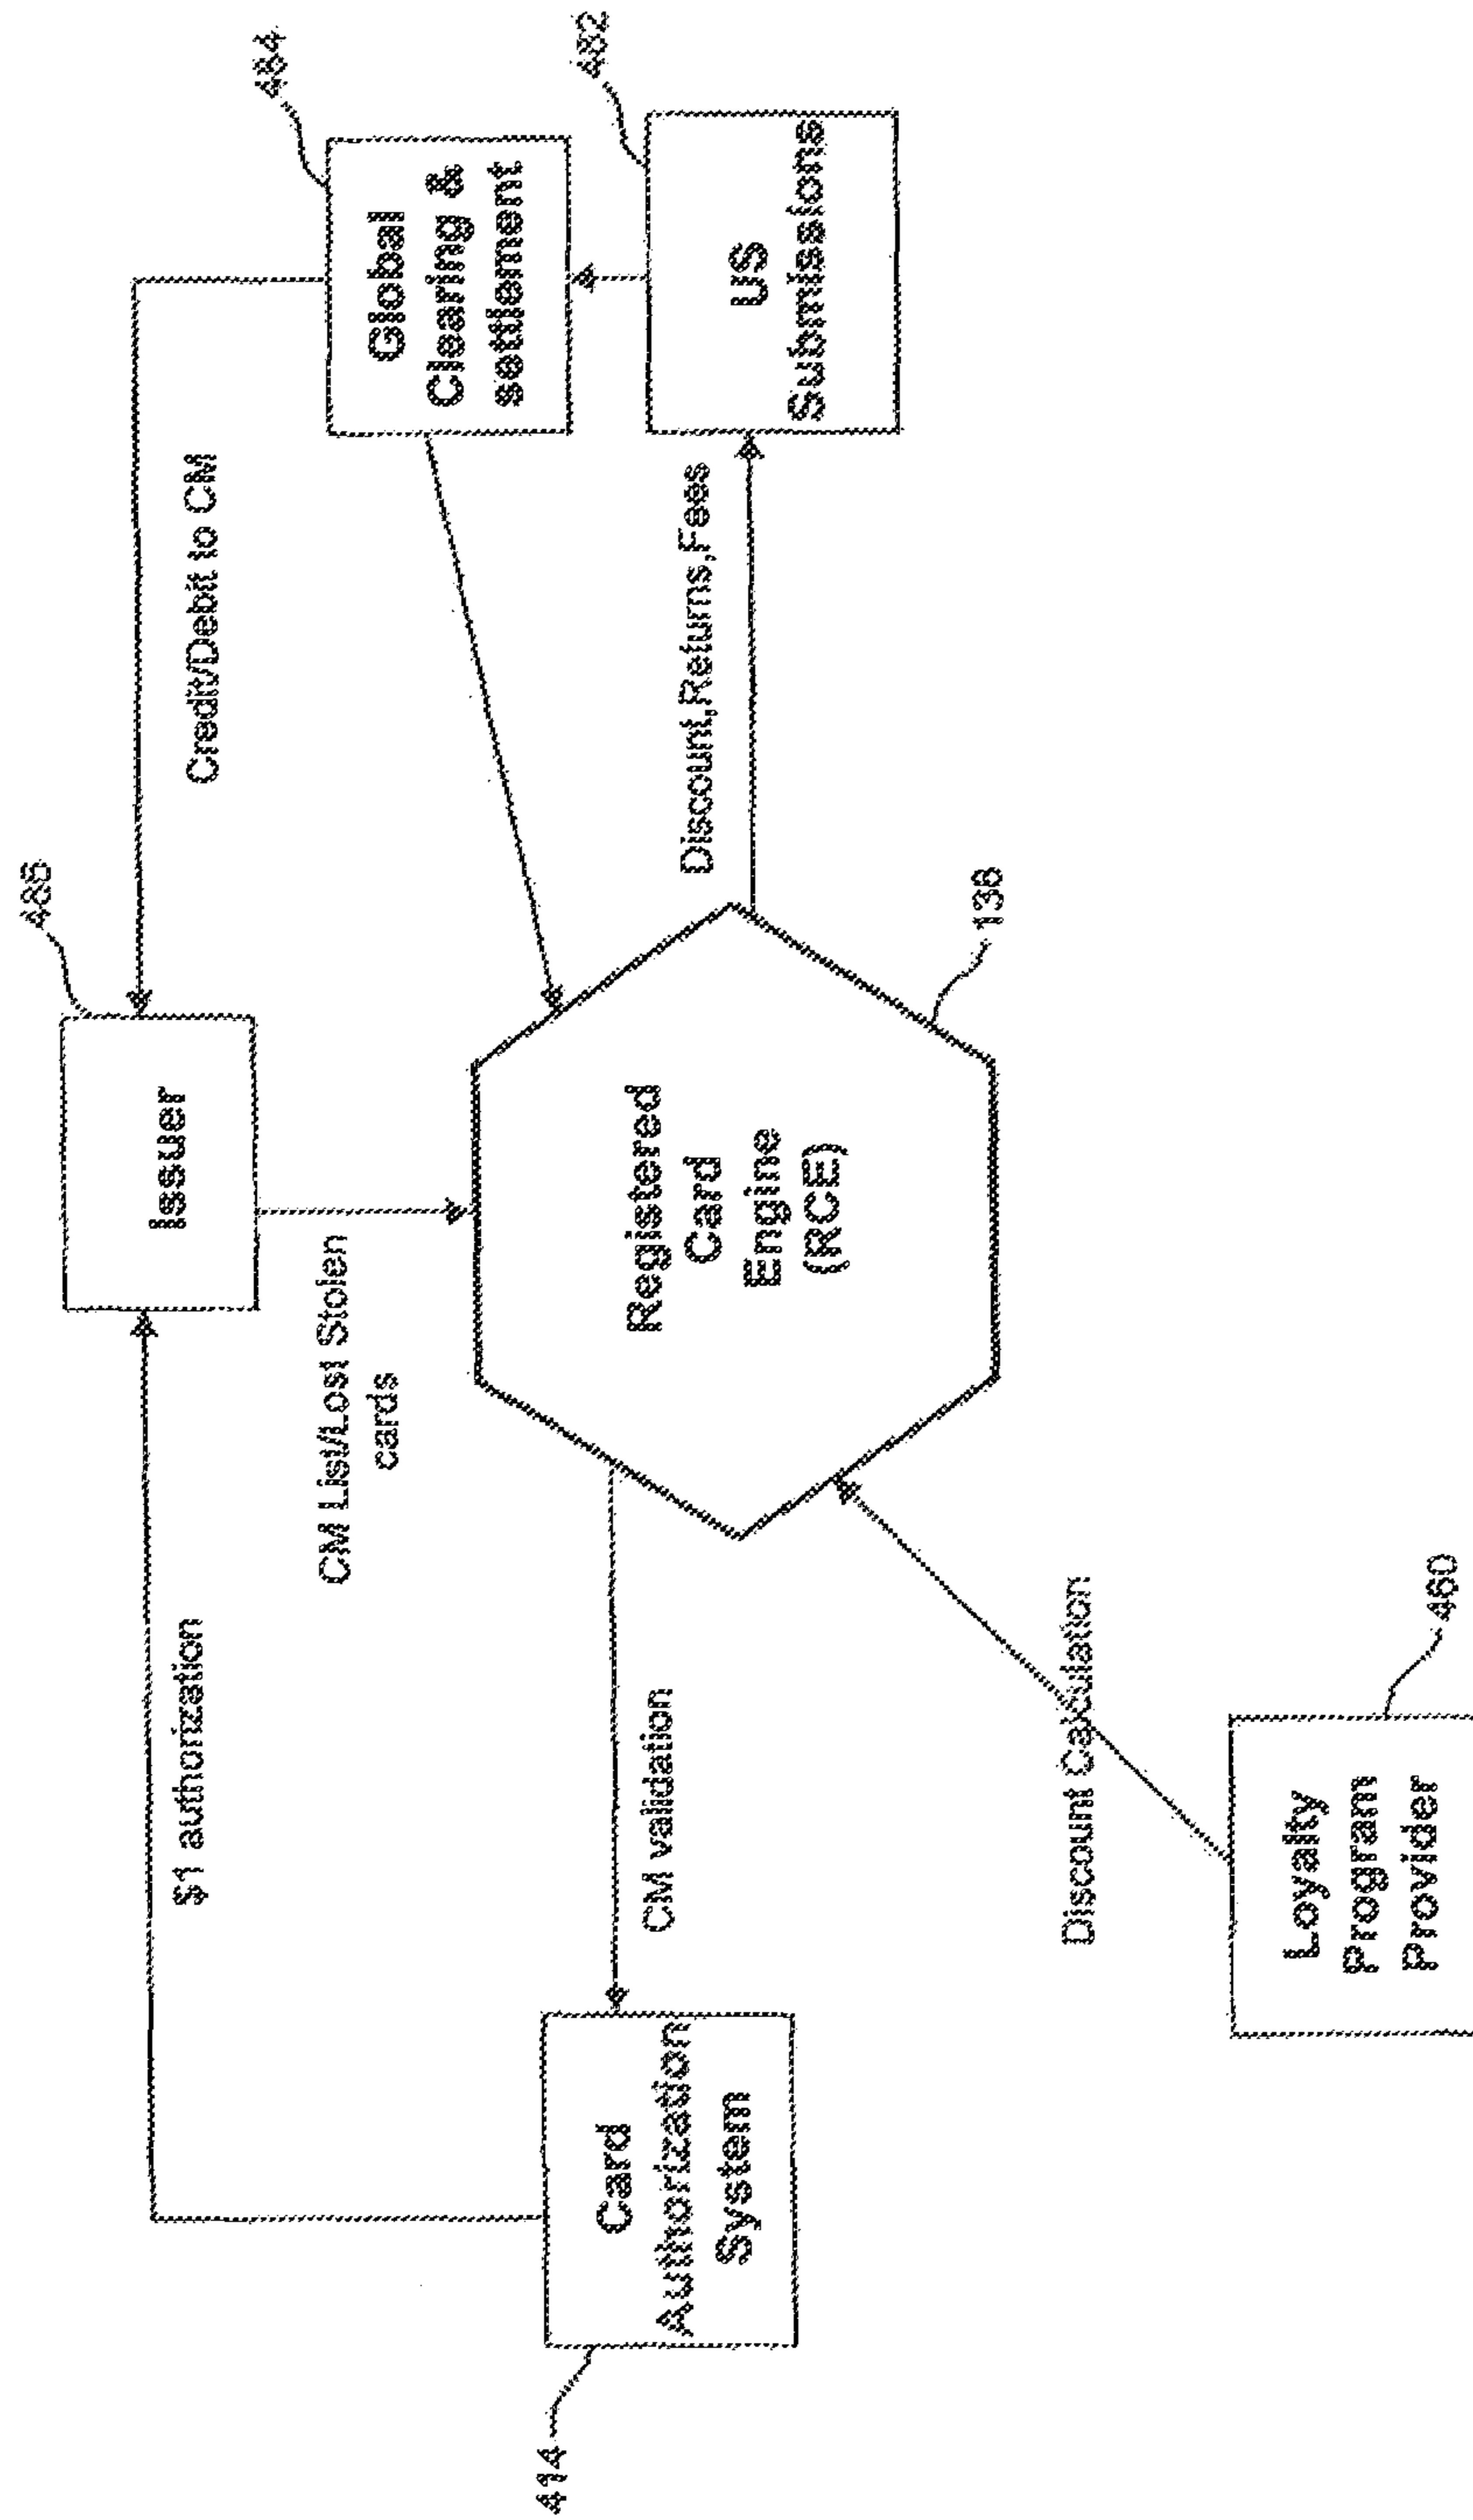 484
482
Issuer
$1 authorization
Credit/Debit to CM
CM List/Lost Stolen
cards
Global
Clearing &
settlement
414
Card
Authorization
System
CM validation
Registered
Card
Engine
(RCE)
138
Discount,Returns,Fees
US
Submissions
Discount Calculation
Loyalty
Program
Provider
460